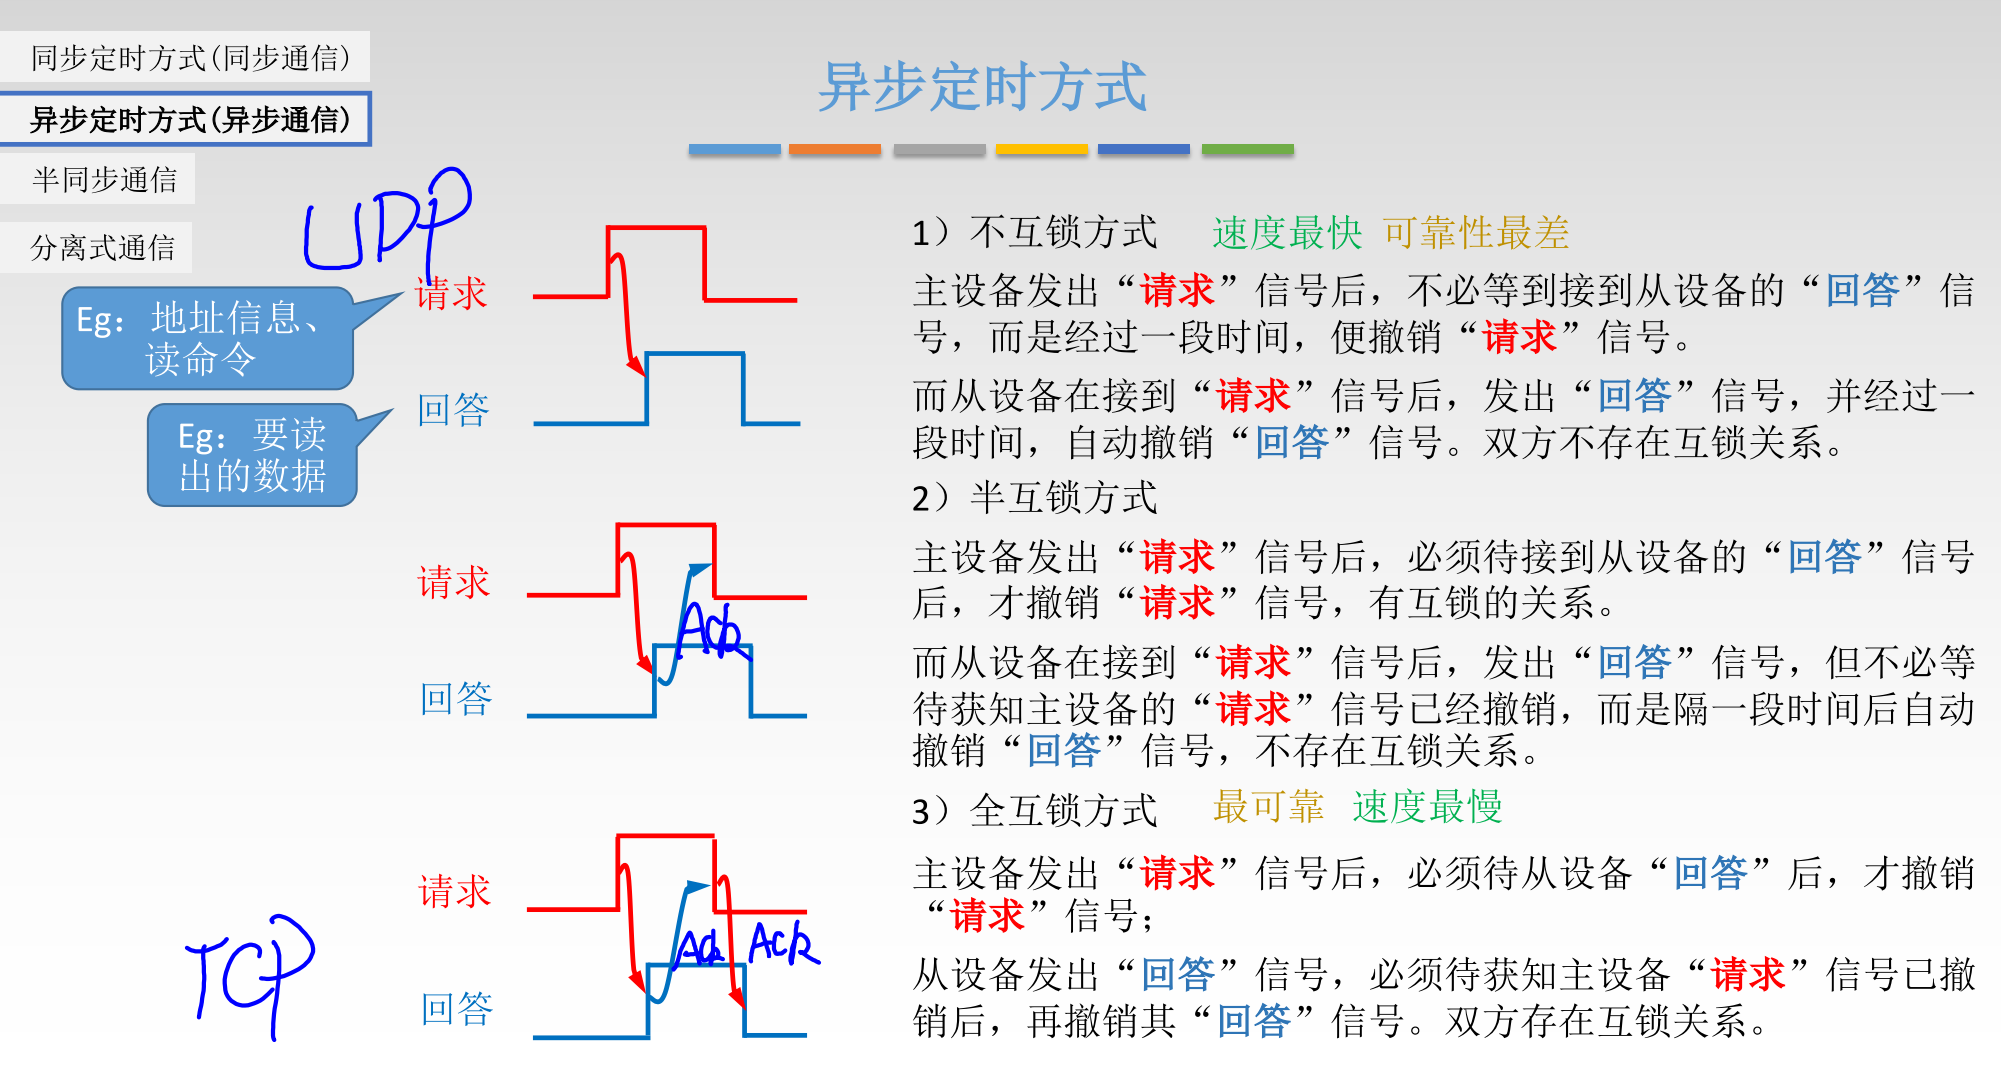 同步定时方式(同步通信)
异步定时方式(异步通信)
半同步通信
分离式通信
异步定时方式
UDP
请求
Eg：地址信息、
读命令
回答
Eg：要读
出的数据
请求
ACK
回答
请求
ACK ACK
TCP
回答
1）不互锁方式 速度最快 可靠性最差
主设备发出“请求”信号后，不必等到接到从设备的“回答”信
号，而是经过一段时间，便撤销“请求”信号。
而从设备在接到“请求”信号后，发出“回答”信号，并经过一
段时间，自动撤销“回答”信号。双方不存在互锁关系。
2）半互锁方式
主设备发出“请求”信号后，必须待接到从设备的“回答”信号
后，才撤销“请求”信号，有互锁的关系。
而从设备在接到“请求”信号后，发出“回答”信号，但不必等
待获知主设备的“请求”信号已经撤销，而是隔一段时间后自动
撤销“回答”信号，不存在互锁关系。
3）全互锁方式 最可靠 速度最慢
主设备发出“请求”信号后，必须待从设备“回答”后，才撤销
“请求”信号；
从设备发出“回答”信号，必须待获知主设备“请求”信号已撤
销后，再撤销其“回答”信号。双方存在互锁关系。